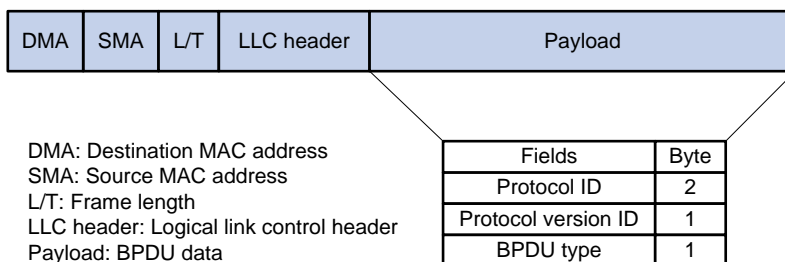 DMA SMA L/T LLC header Payload
DMA: Destination MAC address
SMA: Source MAC address
L/T: Frame length
LLC header: Logical link control header
Payload: BPDU data
Fields Byte
Protocol ID 2
Protocol version ID 1
BPDU type 1